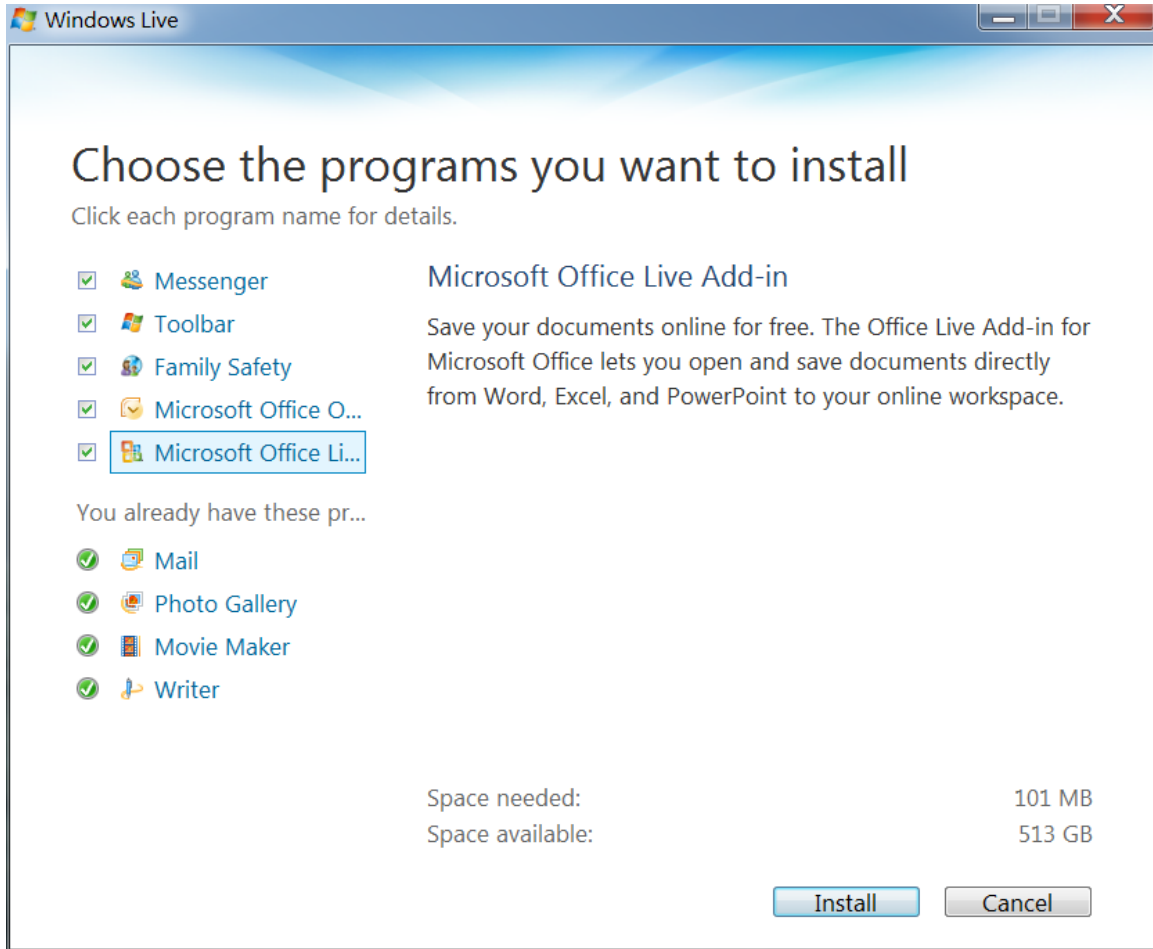 Windows Live
Choose the programs you want to install
Click each program name for details.
Messenger
Toolbar
Family Safety
Microsoft Office O...
Microsoft Office Li...
You already have these pr...
Mail
Photo Gallery
Movie Maker
Writer
Microsoft Office Live Add-in
Save your documents online for free. The Office Live Add-in for
Microsoft Office lets you open and save documents directly
from Word, Excel, and PowerPoint to your online workspace.
Space needed: 101 MB
Space available: 513 GB
Install Cancel